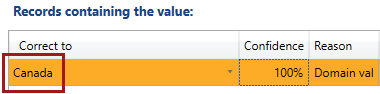 Records containing the value:
Correct to Confidence Reason
Canada 100% Domain val